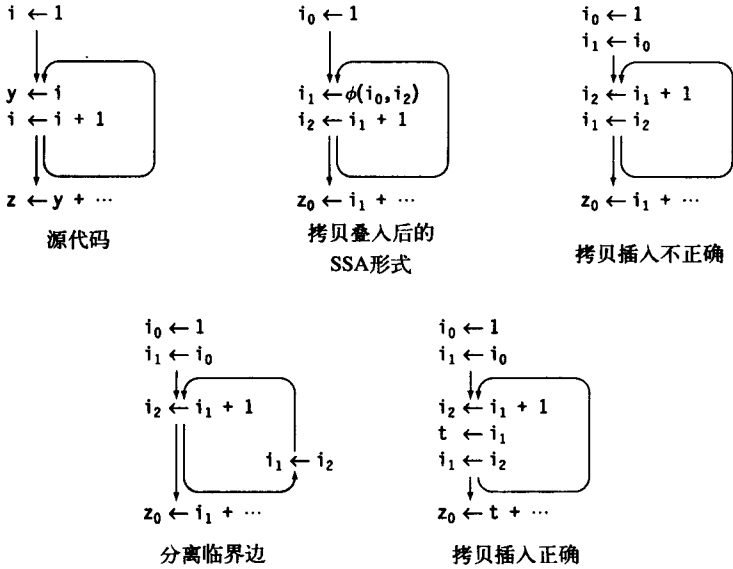 i ← 1
y ← i
i ← i + 1
z ← y + ⋯
源代码
i₀ ← 1
i₁ ← ϕ(i₀,i₂)
i₂ ← i₁ + 1
z₀ ← i₁ + ⋯
拷贝叠入后的
SSA形式
i₀ ← 1
i₁ ← i₀
i₂ ← i₁ + 1
i₁ ← i₂
z₀ ← i₁ + ⋯
拷贝插入不正确
i₀ ← 1
i₁ ← i₀
i₂ ← i₁ + 1
i₁ ← i₂
z₀ ← i₁ + ⋯
分离临界边
i₀ ← 1
i₁ ← i₀
i₂ ← i₁ + 1
t ← i₁
i₁ ← i₂
z₀ ← t + ⋯
拷贝插入正确